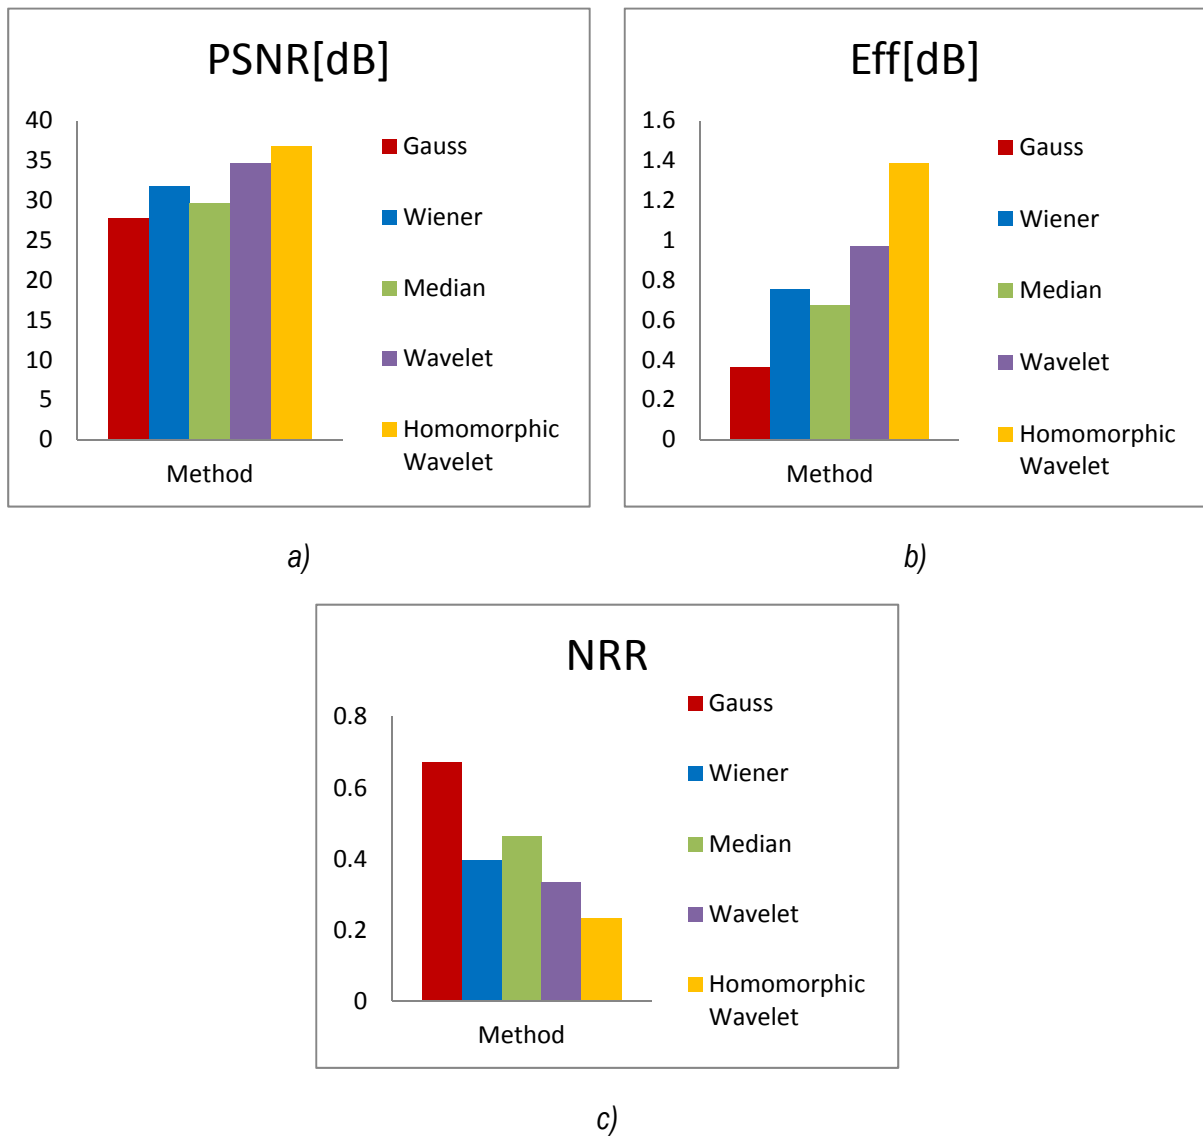 PSNR[dB]
40
35
30
25
20
15
10
5
0
Method
Gauss
Wiener
Median
Wavelet
Homomorphic
Wavelet
a)
Eff[dB]
1.6
1.4
1.2
1
0.8
0.6
0.4
0.2
0
Method
Gauss
Wiener
Median
Wavelet
Homomorphic
Wavelet
b)
NRR
0.8
0.6
0.4
0.2
0
Method
Gauss
Wiener
Median
Wavelet
Homomorphic
Wavelet
c)